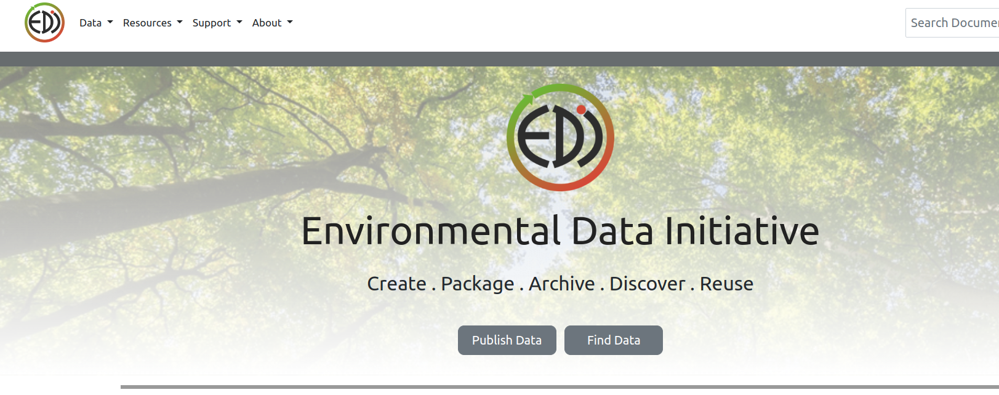 EDi
Data Resources Support About
Search Docume
EDi
Environmental Data Initiative
Create . Package . Archive . Discover . Reuse
Publish Data Find Data